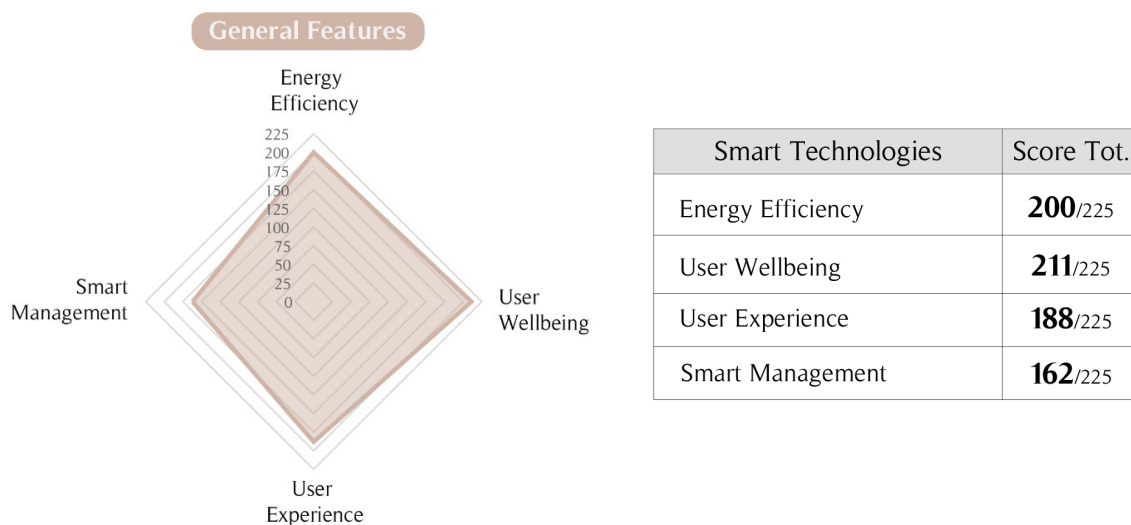 General Features
Energy
Efficiency
225
200
175
150
125
100
75
50
25
0
Smart
Management
User
Wellbeing
User
Experience
Smart Technologies Score Tot.
Energy Efficiency 200/225
User Wellbeing 211/225
User Experience 188/225
Smart Management 162/225